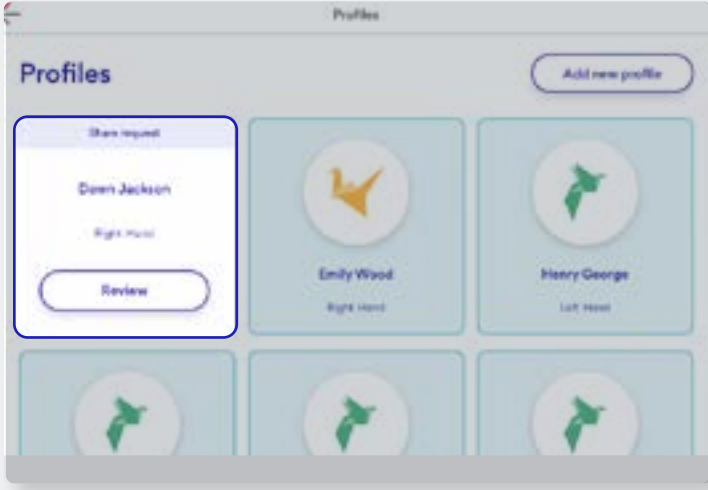 Profiles
Profiles
Add new profile
Share request
Dawn Jackson
Right Hand
Review
Emily Wood
Right Hand
Henry George
Left Hand